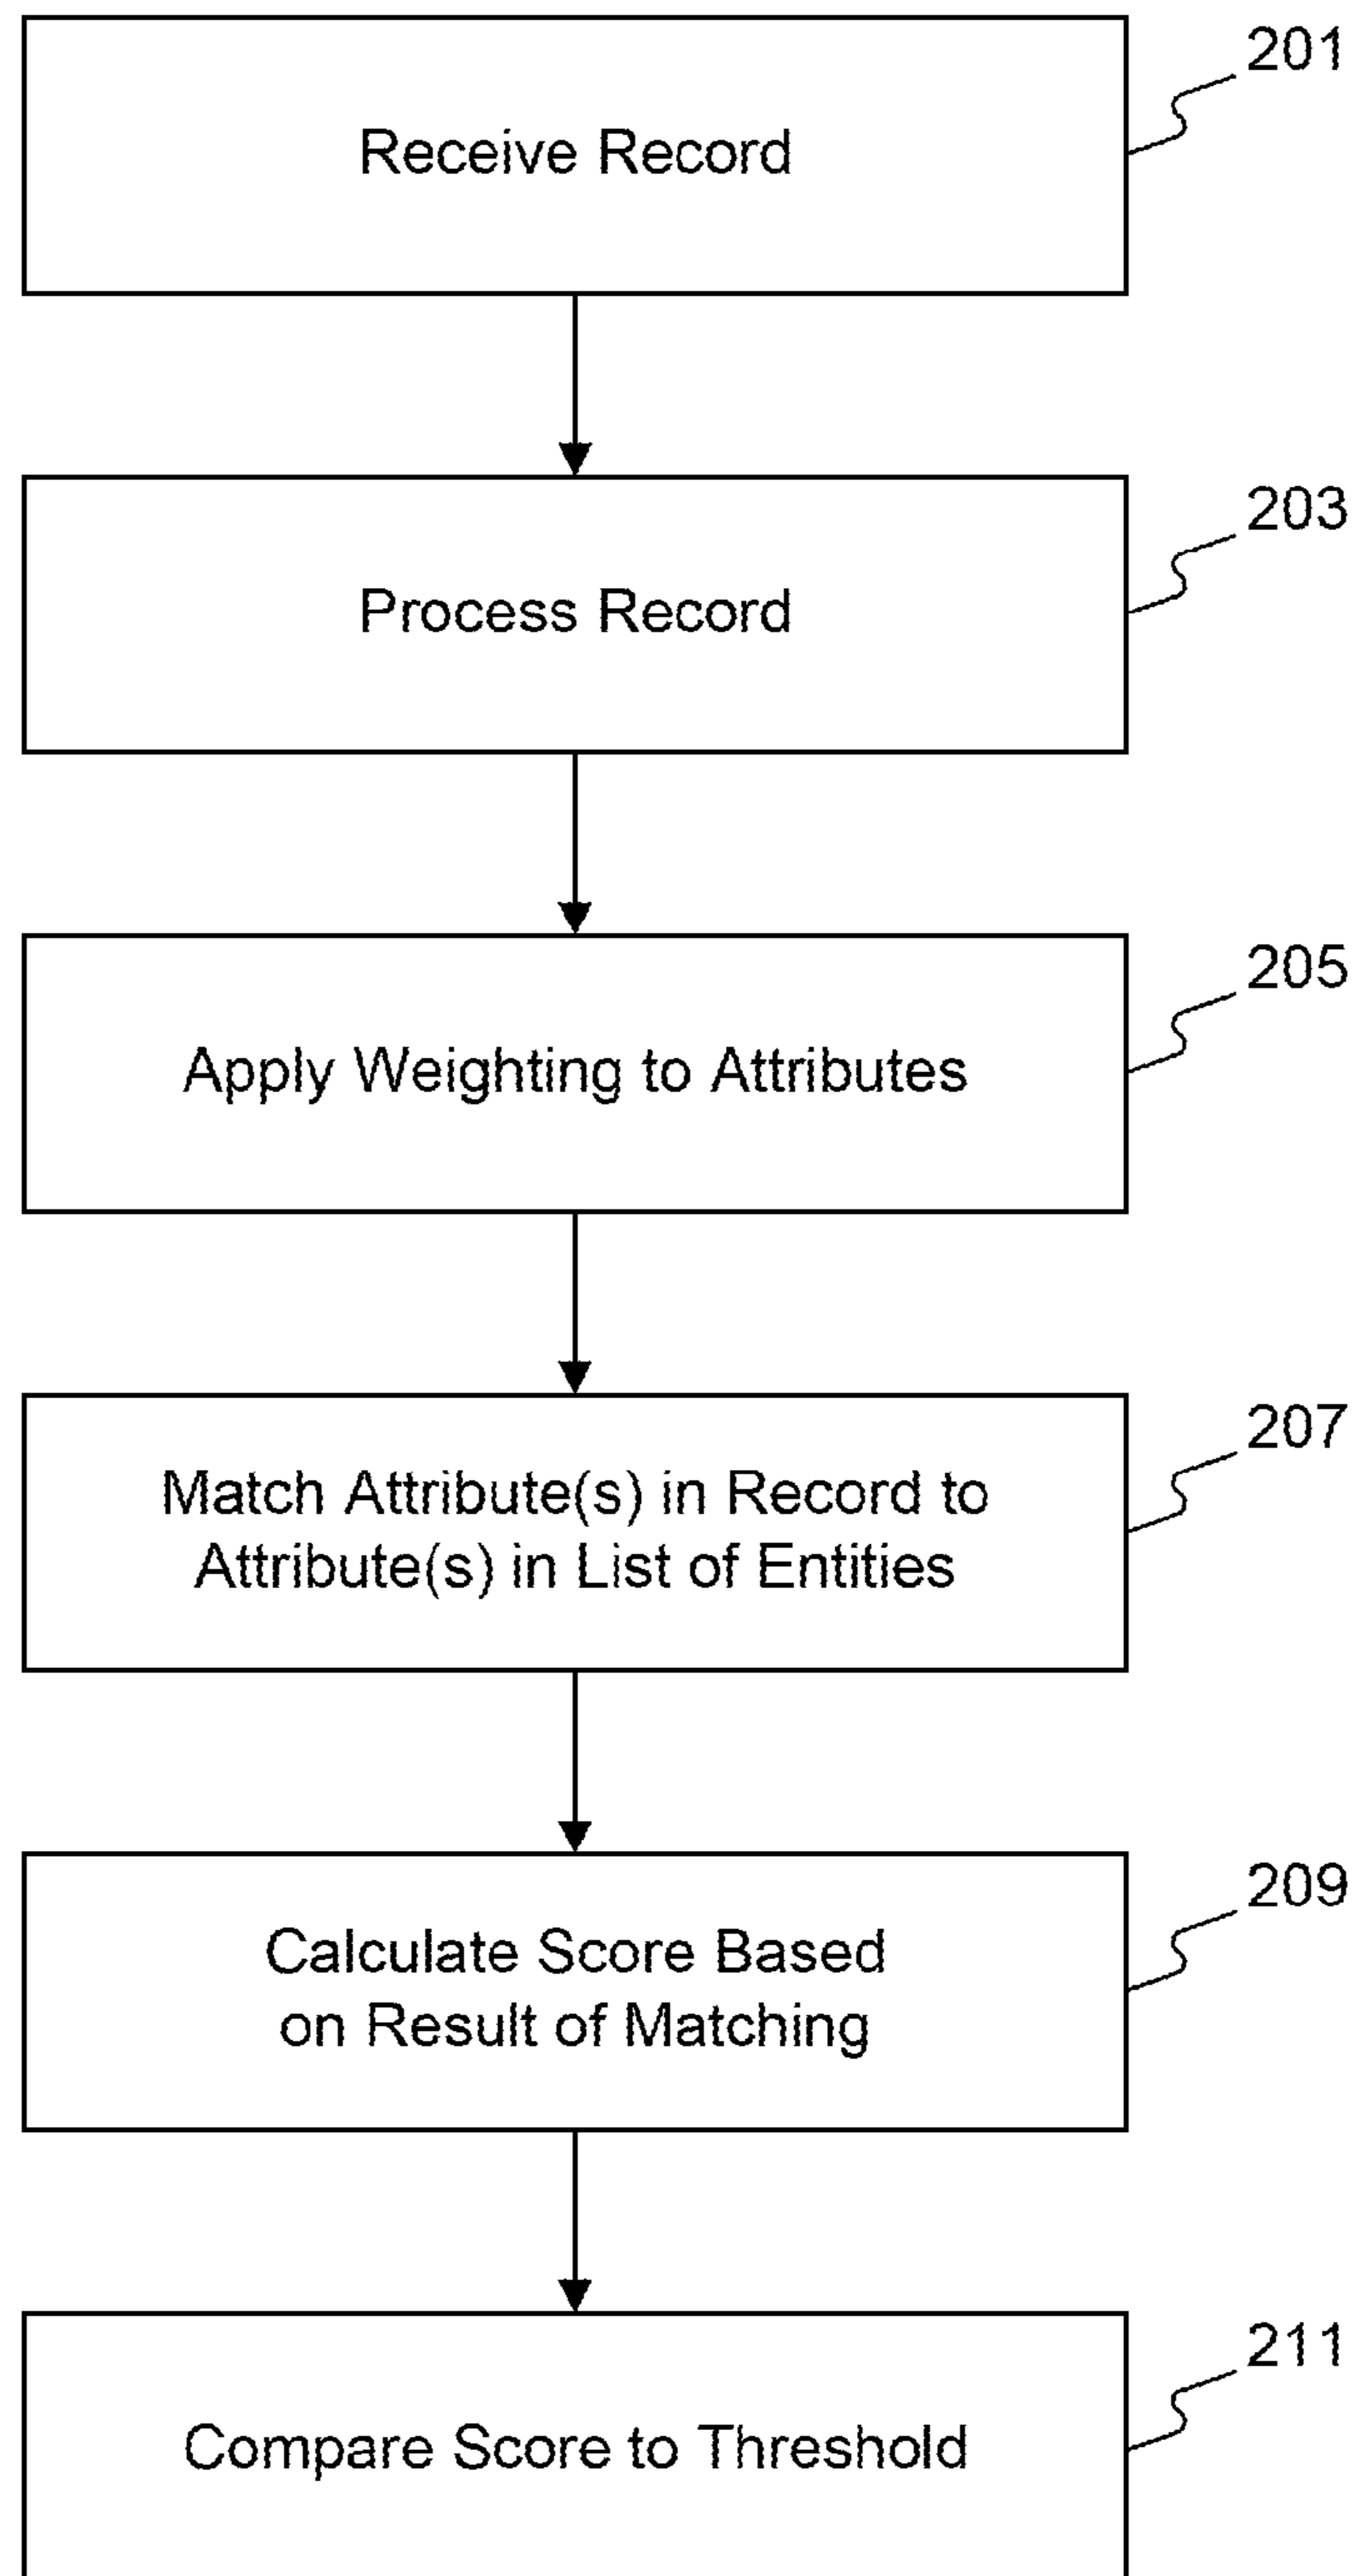 201
Receive Record
203
Process Record
205
Apply Weighting to Attributes
207
Match Attribute(s) in Record to
Attribute(s) in List of Entities
209
Calculate Score Based
on Result of Matching
211
Compare Score to Threshold